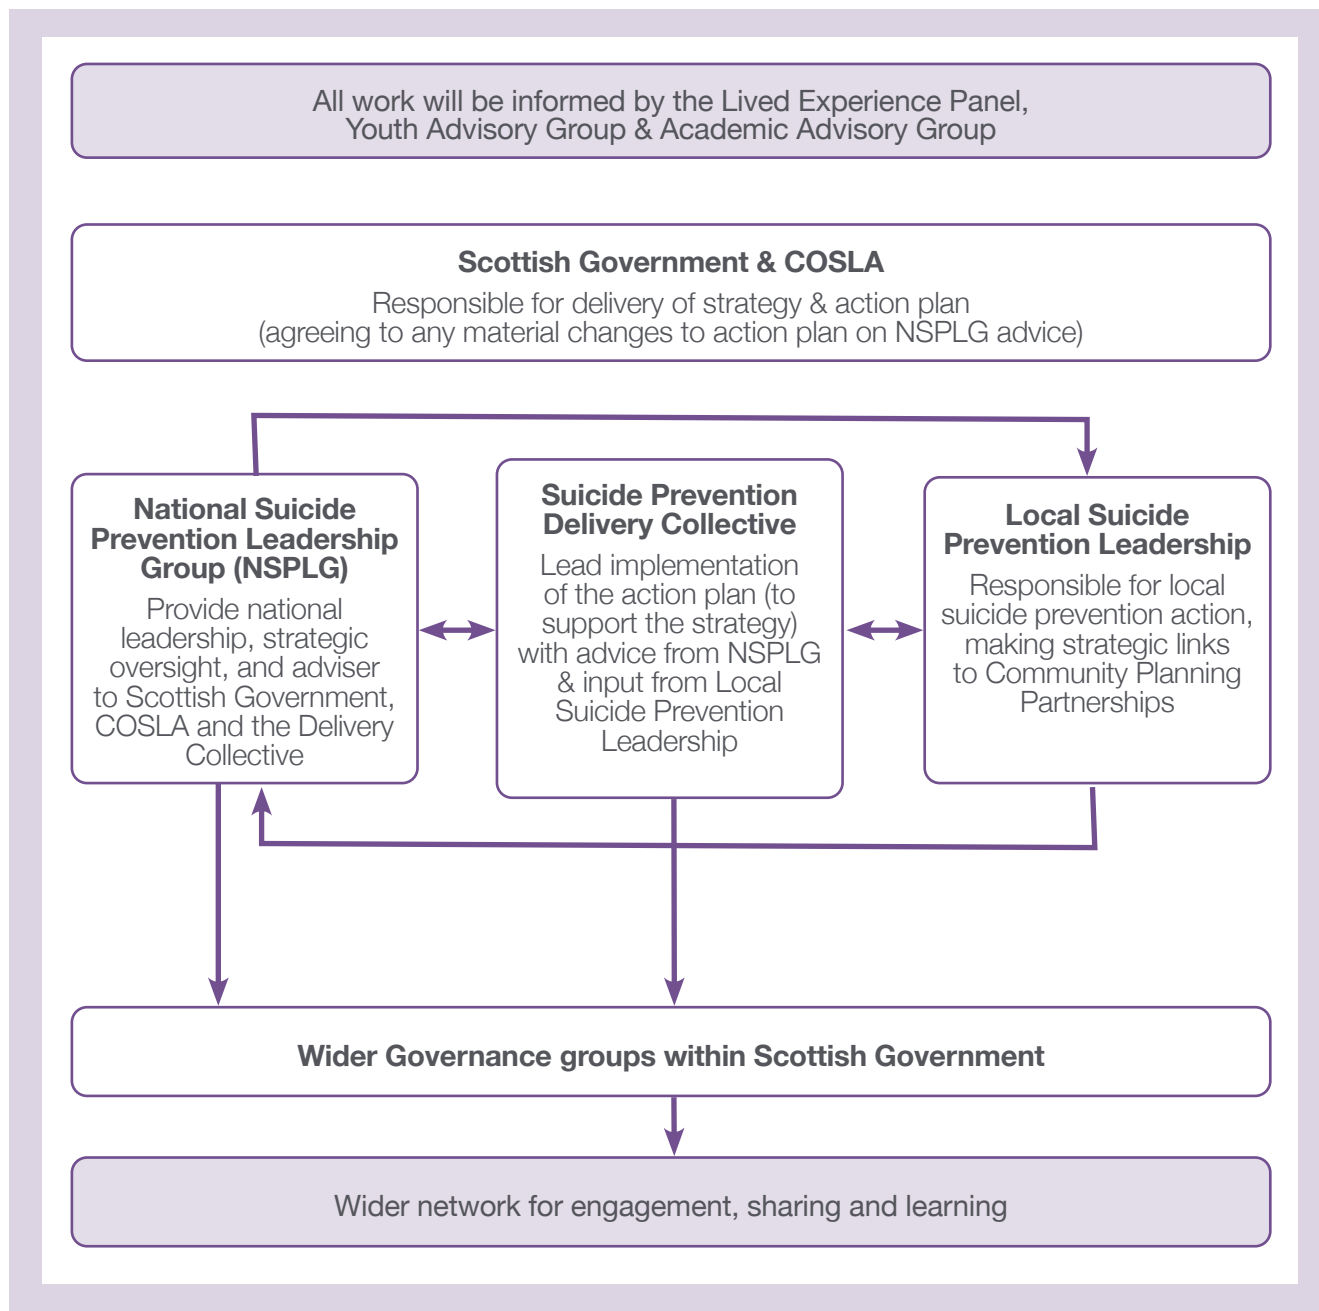 All work will be informed by the Lived Experience Panel,
Youth Advisory Group & Academic Advisory Group
Scottish Government & COSLA
Responsible for delivery of strategy & action plan
(agreeing to any material changes to action plan on NSPLG advice)
National Suicide
Prevention Leadership
Group (NSPLG)
Provide national
leadership, strategic
oversight, and adviser
to Scottish Government,
COSLA and the Delivery
Collective
Suicide Prevention
Delivery Collective
Lead implementation
of the action plan (to
support the strategy)
with advice from NSPLG
& input from Local
Suicide Prevention
Leadership
Local Suicide
Prevention Leadership
Responsible for local
suicide prevention action,
making strategic links
to Community Planning
Partnerships
Wider Governance groups within Scottish Government
Wider network for engagement, sharing and learning